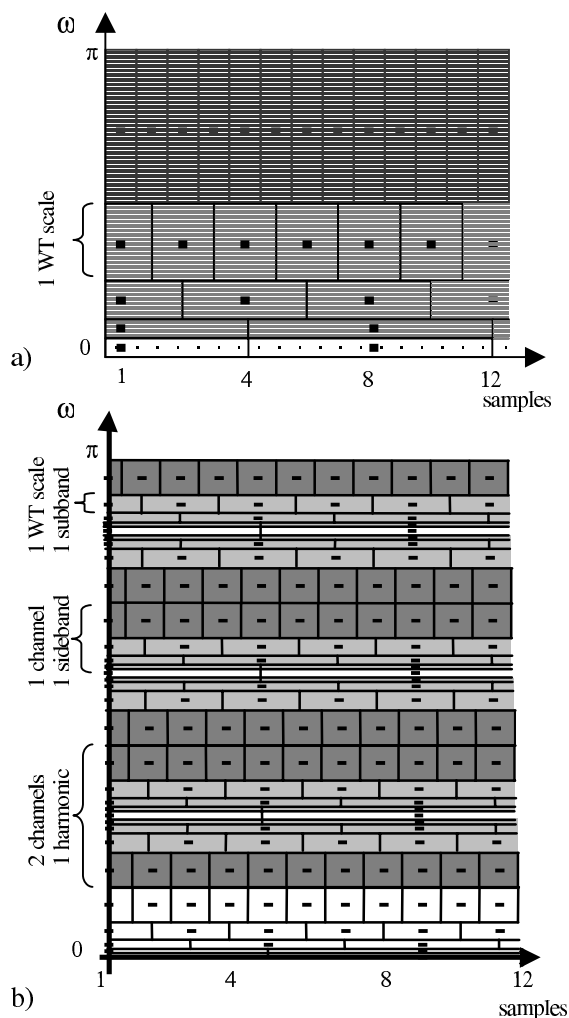 ω
π
1 WT scale
0
a)
1
4
8
12
samples
ω
π
1 WT scale
1 subband
1 channel
1 sideband
2 channels
1 harmonic
0
1
4
8
12
b)
samples